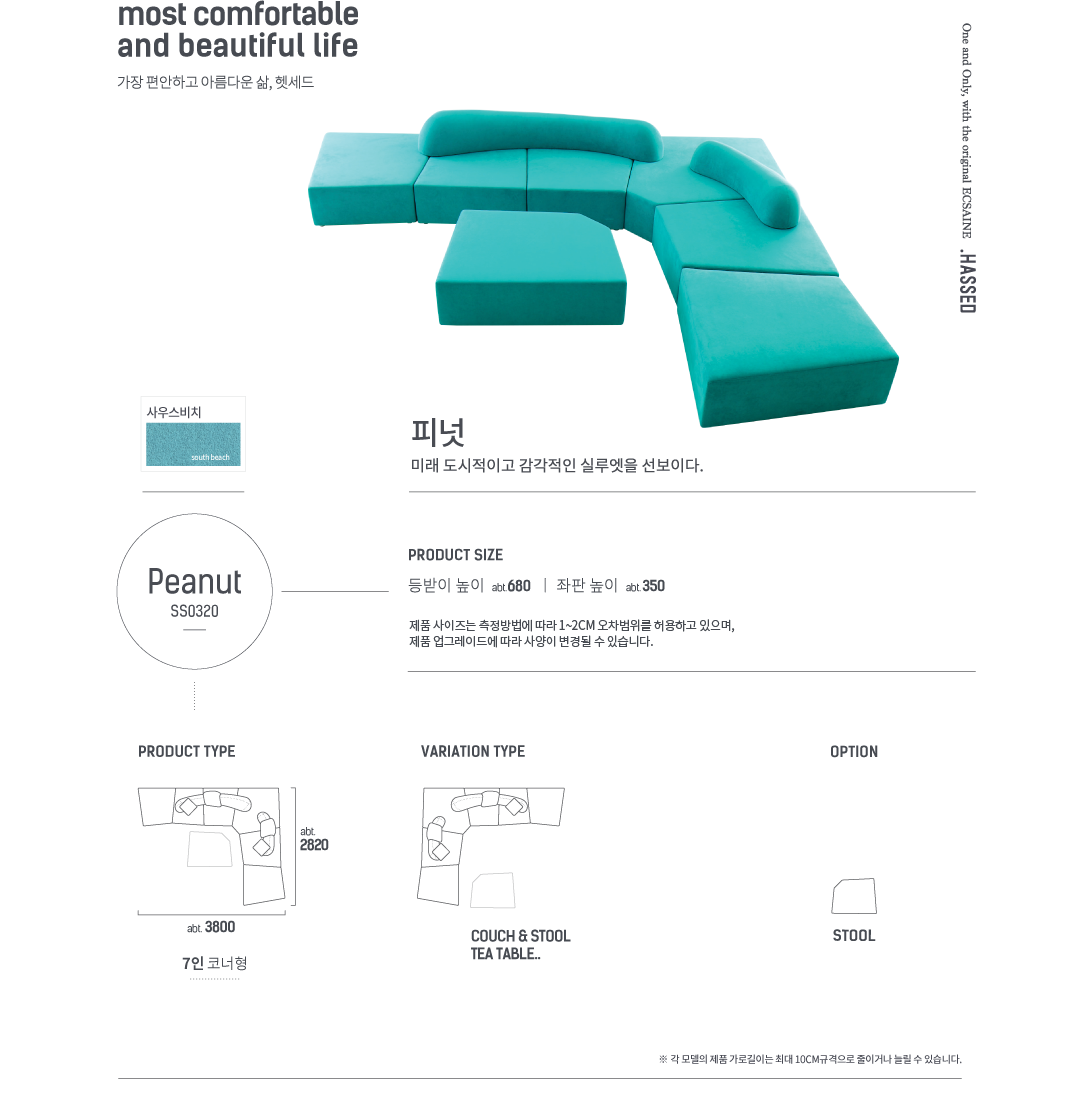 most comfortable
and beautiful life
가장 편안하고 아름다운 삶, 헷세드
One and Only, with the original ECSAINE .HASSED
사우스비치
south beach
피넛
미래 도시적이고 감각적인 실루엣을 선보이다.
Peanut
SS0320
PRODUCT SIZE
등받이 높이 abt.680 | 좌판 높이 abt.350
제품 사이즈는 측정방법에 따라 1~2CM 오차범위를 허용하고 있으며,
제품 업그레이드에 따라 사양이 변경될 수 있습니다.
PRODUCT TYPE
abt.
2820
abt. 3800
7인 코너형
VARIATION TYPE
COUCH & STOOL
TEA TABLE..
OPTION
STOOL
※ 각 모델의 제품 가로길이는 최대 10CM규격으로 줄이거나 늘릴 수 있습니다.